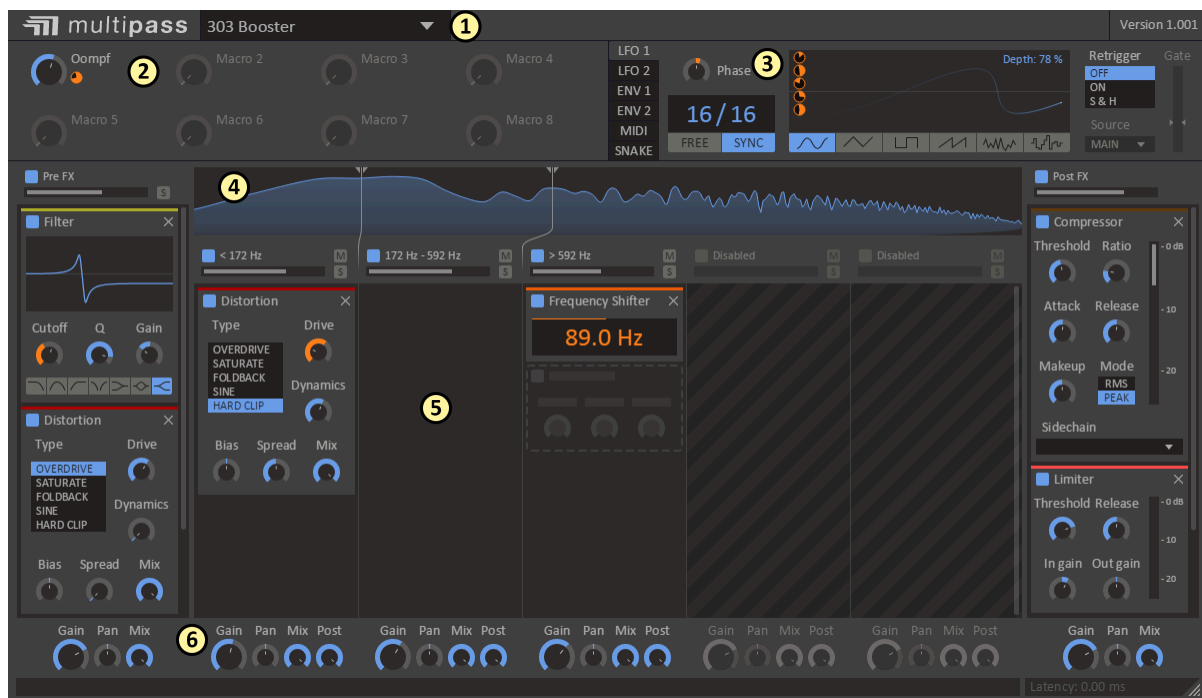 multipass 303 Booster 1 Version 1.001
Oompf Macro 2 Macro 3 Macro 4
2
Macro 5 Macro 6 Macro 7 Macro 8
LFO 1
LFO 2
ENV 1
ENV 2
MIDI
SNAKE
Phase 3
16 / 16
FREE SYNC
Depth: 78 %
Retrigger Gate
OFF
ON
S & H
Source
MAIN
Pre FX
S
Filter
Cutoff Q Gain
Distortion
Type Drive
OVERDRIVE
SATURATE
FOLDBACK
SINE
HARD CLIP
Dynamics
Bias Spread Mix
4
< 172 Hz M
S
172 Hz - 592 Hz M
S
> 592 Hz M
S
Disabled M
S
Disabled M
S
Distortion
Type Drive
OVERDRIVE
SATURATE
FOLDBACK
SINE
HARD CLIP
Dynamics
Bias Spread Mix
5
Frequency Shifter
89.0 Hz
Post FX
Compressor
Threshold Ratio
- 0 dB
Attack Release
- 10
Makeup Mode
RMS
PEAK
- 20
Sidechain
Limiter
Threshold Release
- 0 dB
- 10
In gain Out gain
- 20
Gain Pan Mix 6 Gain Pan Mix Post Gain Pan Mix Post Gain Pan Mix Post Gain Pan Mix Post Gain Pan Mix Post Gain Pan Mix
Latency: 0.00 ms